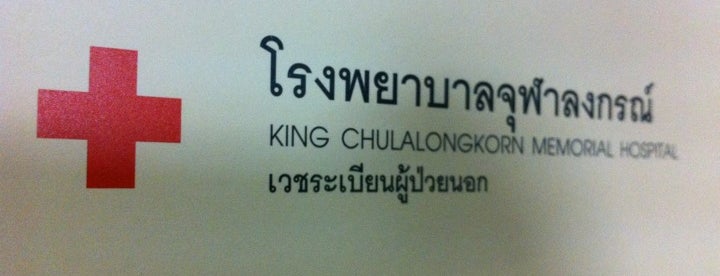 โรงพยาบาลจุฬาลงกรณ์
KING CHULALONGKORN MEMORIAL HOSPITAL
เวชระเบียนผู้ป่วยนอก